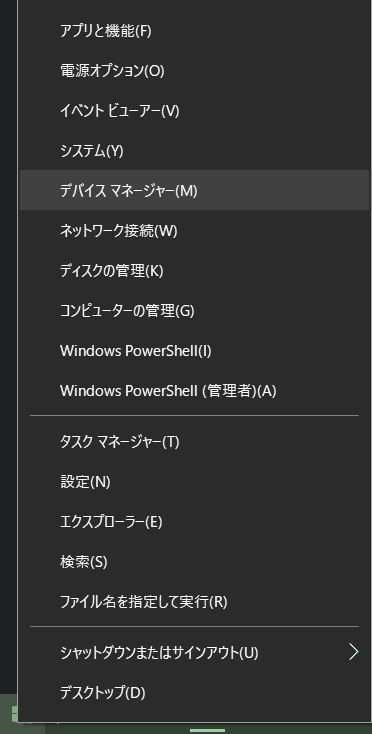 アプリと機能(F)
電源オプション(O)
イベント ビューアー(V)
システム(Y)
デバイス マネージャー(M)
ネットワーク接続(W)
ディスクの管理(K)
コンピューターの管理(G)
Windows PowerShell(I)
Windows PowerShell (管理者)(A)
タスク マネージャー(T)
設定(N)
エクスプローラー(E)
検索(S)
ファイル名を指定して実行(R)
シャットダウンまたはサインアウト(U)
デスクトップ(D)